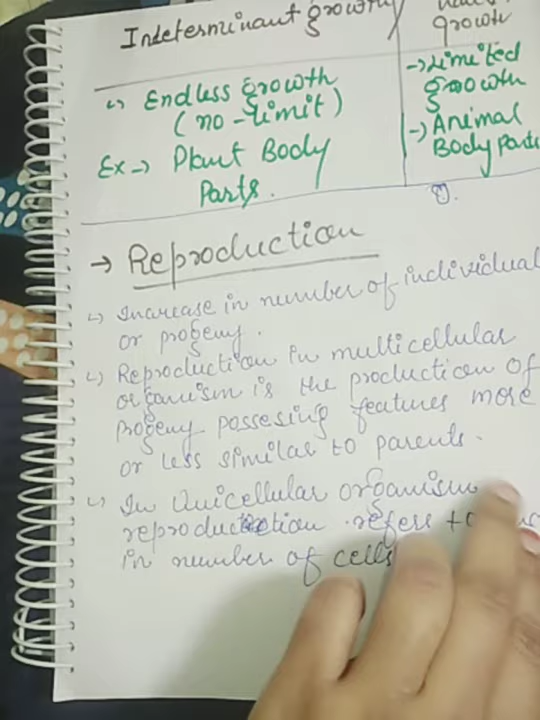 Indeterminant growth
growth
↳ Endless growth
(no-limit)
Ex → Plant Body
Parts.
→ Limited
growth
→ Animal
Body Parts
→ Reproduction
↳ Increase in number of individual
or progeny.
↳ Reproduction in multicellular
organism is the production of
progeny possesing features more
or less similar to parents.
↳ In Unicellular organism
reproduction refers to
in number of cells